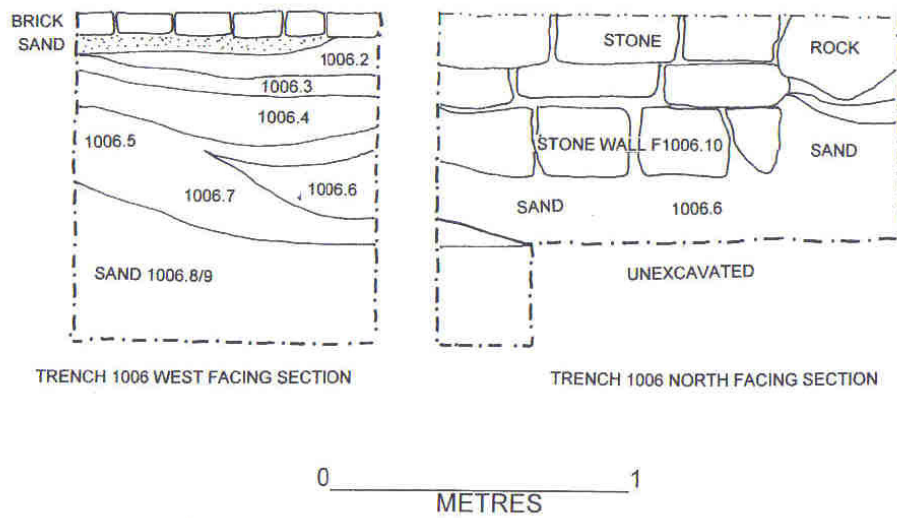 BRICK
SAND
1006.2
1006.3
1006.4
1006.5
1006.6
1006.7
SAND 1006.8/9
TRENCH 1006 WEST FACING SECTION
STONE
ROCK
STONE WALL F1006.10
SAND
SAND 1006.6
UNEXCAVATED
TRENCH 1006 NORTH FACING SECTION
0 1
METRES